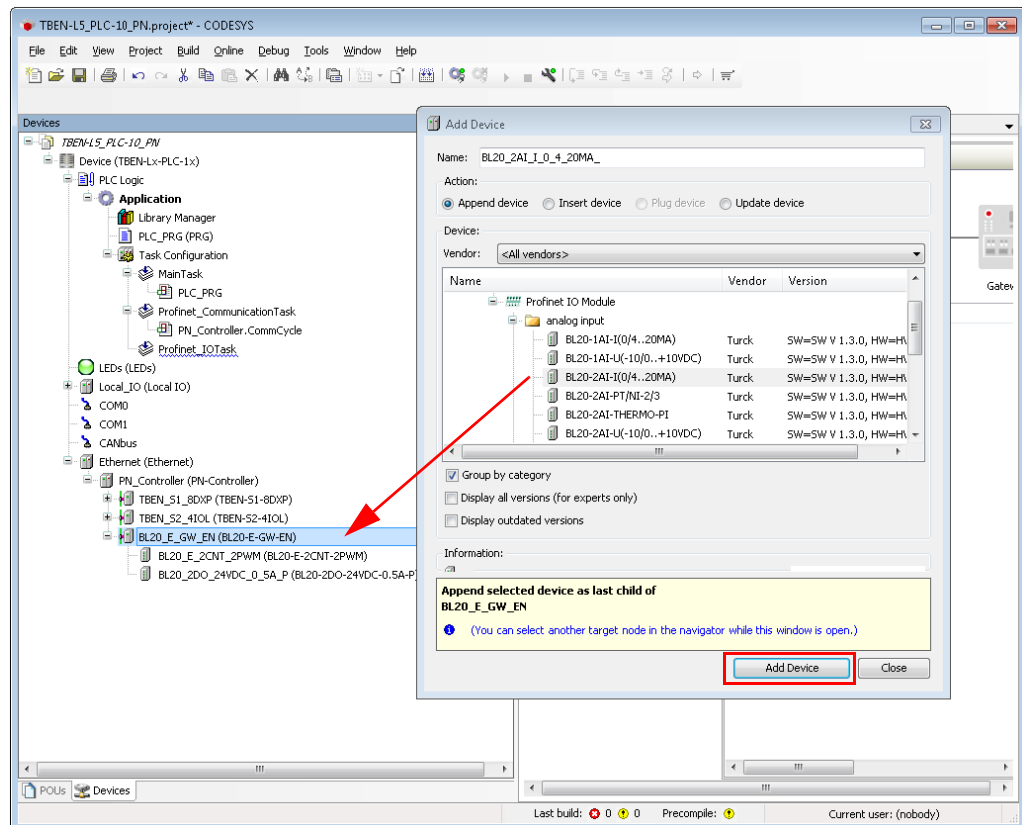 TBEN-L5_PLC-10_PN.project* - CODESYS
File Edit View Project Build Online Debug Tools Window Help
Devices
TBEN-L5_PLC-10_PN
Device (TBEN-Lx-PLC-1x)
PLC Logic
Application
Library Manager
PLC_PRG (PRG)
Task Configuration
MainTask
PLC_PRG
Profinet_CommunicationTask
PN_Controller.CommCycle
Profinet_IOTask
LEDs (LEDs)
Local_IO (Local IO)
COM0
COM1
CANbus
Ethernet (Ethernet)
PN_Controller (PN-Controller)
TBEN_S1_8DXP (TBEN-S1-8DXP)
TBEN_S2_4IOL (TBEN-S2-4IOL)
BL20_E_GW_EN (BL20-E-GW-EN)
BL20_E_2CNT_2PWM (BL20-E-2CNT-2PWM)
BL20_2DO_24VDC_0_5A_P (BL20-2DO-24VDC-0.5A-P)
POUs Devices
Add Device
Name: BL20_2AI_I_0_4_20MA_
Action:
Append device Insert device Plug device Update device
Device:
Vendor: <All vendors>
Name Vendor Version
Profinet IO Module
analog input
BL20-1AI-I(0/4..20MA) Turck SW=SW V 1.3.0, HW=H
BL20-1AI-U(-10/0..+10VDC) Turck SW=SW V 1.3.0, HW=H
BL20-2AI-I(0/4..20MA) Turck SW=SW V 1.3.0, HW=H
BL20-2AI-PT/NI-2/3 Turck SW=SW V 1.3.0, HW=H
BL20-2AI-THERMO-PI Turck SW=SW V 1.3.0, HW=H
BL20-2AI-U(-10/0..+10VDC) Turck SW=SW V 1.3.0, HW=H
Group by category
Display all versions (for experts only)
Display outdated versions
Information:
Append selected device as last child of
BL20_E_GW_EN
(You can select another target node in the navigator while this window is open.)
Add Device Close
Gatew
Last build: 0 0 Precompile: Current user: (nobody)